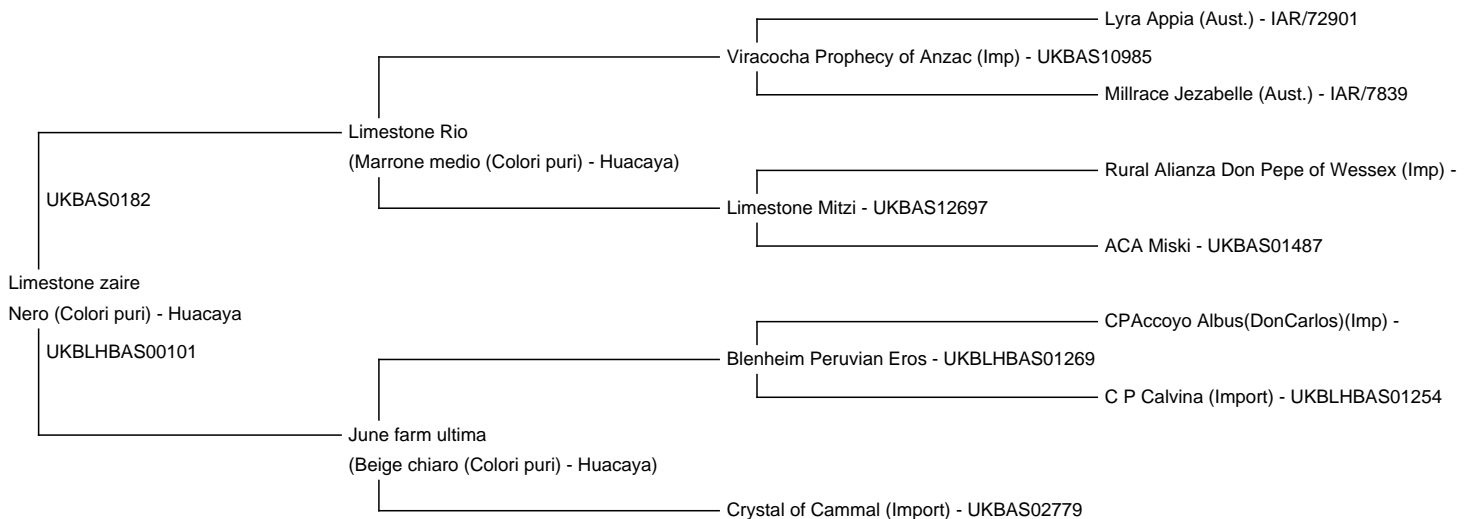 Lyra Appia (Aust.) - IAR/72901
Viracocha Prophecy of Anzac (Imp) - UKBAS10985
Millrace Jezabelle (Aust.) - IAR/7839
Limestone Rio
(Marrone medio (Colori puri) - Huacaya)
Rural Alianza Don Pepe of Wessex (Imp) -
UKBAS0182
Limestone Mitzi - UKBAS12697
ACA Miski - UKBAS01487
Limestone zaire
Nero (Colori puri) - Huacaya
CPAccoyo Albus(DonCarlos)(Imp) -
UKBLHBAS00101
Blenheim Peruvian Eros - UKBLHBAS01269
C P Calvina (Import) - UKBLHBAS01254
June farm ultima
(Beige chiaro (Colori puri) - Huacaya)
Crystal of Cammal (Import) - UKBAS02779